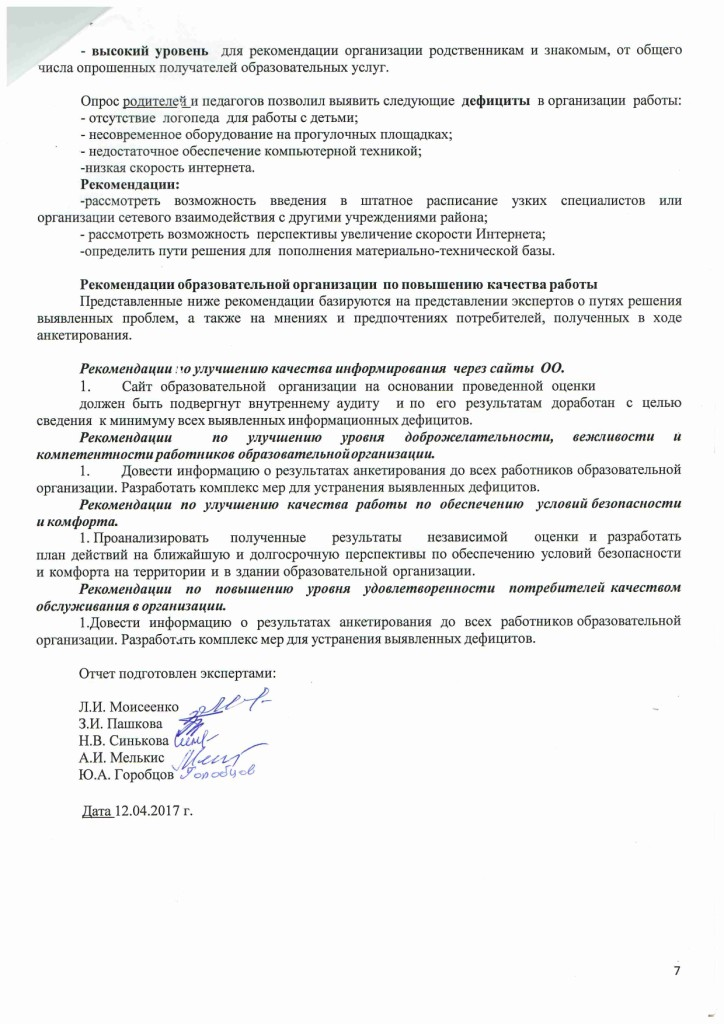 - высокий уровень для рекомендации организации родственникам и знакомым, от общего
числа опрошенных получателей образовательных услуг.
Опрос родителей и педагогов позволил выявить следующие дефициты в организации работы:
- отсутствие логопеда для работы с детьми;
- несовременное оборудование на прогулочных площадках;
- недостаточное обеспечение компьютерной техникой;
-низкая скорость интернета.
Рекомендации:
-рассмотреть возможность введения в штатное расписание узких специалистов или
организации сетевого взаимодействия с другими учреждениями района;
- рассмотреть возможность перспективы увеличение скорости Интернета;
-определить пути решения для пополнения материально-технической базы.
Рекомендации образовательной организации по повышению качества работы
Представленные ниже рекомендации базируются на представлении экспертов о путях решения
выявленных проблем, а также на мнениях и предпочтениях потребителей, полученных в ходе
анкетирования.
Рекомендации по улучшению качества информирования через сайты ОО.
1. Сайт образовательной организации на основании проведенной оценки
должен быть подвергнут внутреннему аудиту и по его результатам доработан с целью
сведения к минимуму всех выявленных информационных дефицитов.
Рекомендации по улучшению уровня доброжелательности, вежливости и
компетентности работников образовательной организации.
1. Довести информацию о результатах анкетирования до всех работников образовательной
организации. Разработать комплекс мер для устранения выявленных дефицитов.
Рекомендации по улучшению качества работы по обеспечению условий безопасности
и комфорта.
1. Проанализировать полученные результаты независимой оценки и разработать
план действий на ближайшую и долгосрочную перспективы по обеспечению условий безопасности
и комфорта на территории и в здании образовательной организации.
Рекомендации по повышению уровня удовлетворенности потребителей качеством
обслуживания в организации.
1.Довести информацию о результатах анкетирования до всех работников образовательной
организации. Разработать комплекс мер для устранения выявленных дефицитов.
Отчет подготовлен экспертами:
Л.И. Моисеенко
З.И. Пашкова
Н.В. Синькова
А.И. Мелькис
Ю.А. Горобцов Горобцов
Дата 12.04.2017 г.
7